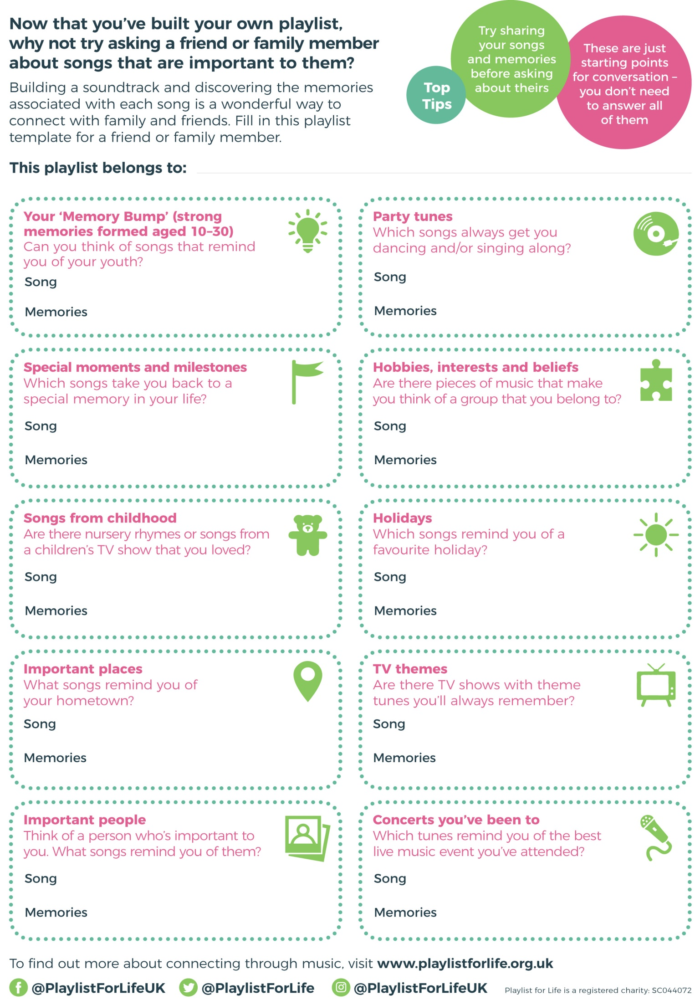 Now that you’ve built your own playlist,
why not try asking a friend or family member
about songs that are important to them?
Building a soundtrack and discovering the memories
associated with each song is a wonderful way to
connect with family and friends. Fill in this playlist
template for a friend or family member.
Top
Tips
Try sharing
your songs
and memories
before asking
about theirs
These are just
starting points
for conversation –
you don’t need
to answer all
of them
This playlist belongs to:
Your ‘Memory Bump’ (strong
memories formed aged 10–30)
Can you think of songs that remind
you of your youth?
Song
Memories
Party tunes
Which songs always get you
dancing and/or singing along?
Song
Memories
Special moments and milestones
Which songs take you back to a
special memory in your life?
Song
Memories
Hobbies, interests and beliefs
Are there pieces of music that make
you think of a group that you belong to?
Song
Memories
Songs from childhood
Are there nursery rhymes or songs from
a children’s TV show that you loved?
Song
Memories
Holidays
Which songs remind you of a
favourite holiday?
Song
Memories
Important places
What songs remind you of
your hometown?
Song
Memories
TV themes
Are there TV shows with theme
tunes you’ll always remember?
Song
Memories
Important people
Think of a person who’s important to
you. What songs remind you of them?
Song
Memories
Concerts you’ve been to
Which tunes remind you of the best
live music event you’ve attended?
Song
Memories
To find out more about connecting through music, visit www.playlistforlife.org.uk
@PlaylistForLifeUK @PlaylistForLife @PlaylistForLifeUK Playlist for Life is a registered charity: SC044072